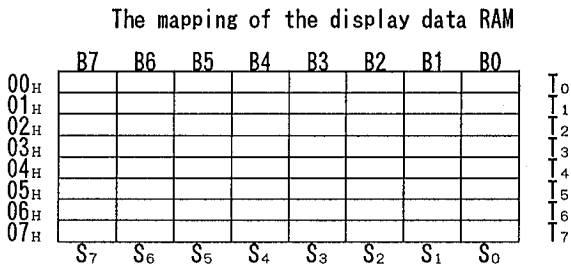 The mapping of the display data RAM
B7 B6 B5 B4 B3 B2 B1 B0
00H T0
01H T1
02H T2
03H T3
04H T4
05H T5
06H T6
07H T7
S7 S6 S5 S4 S3 S2 S1 S0